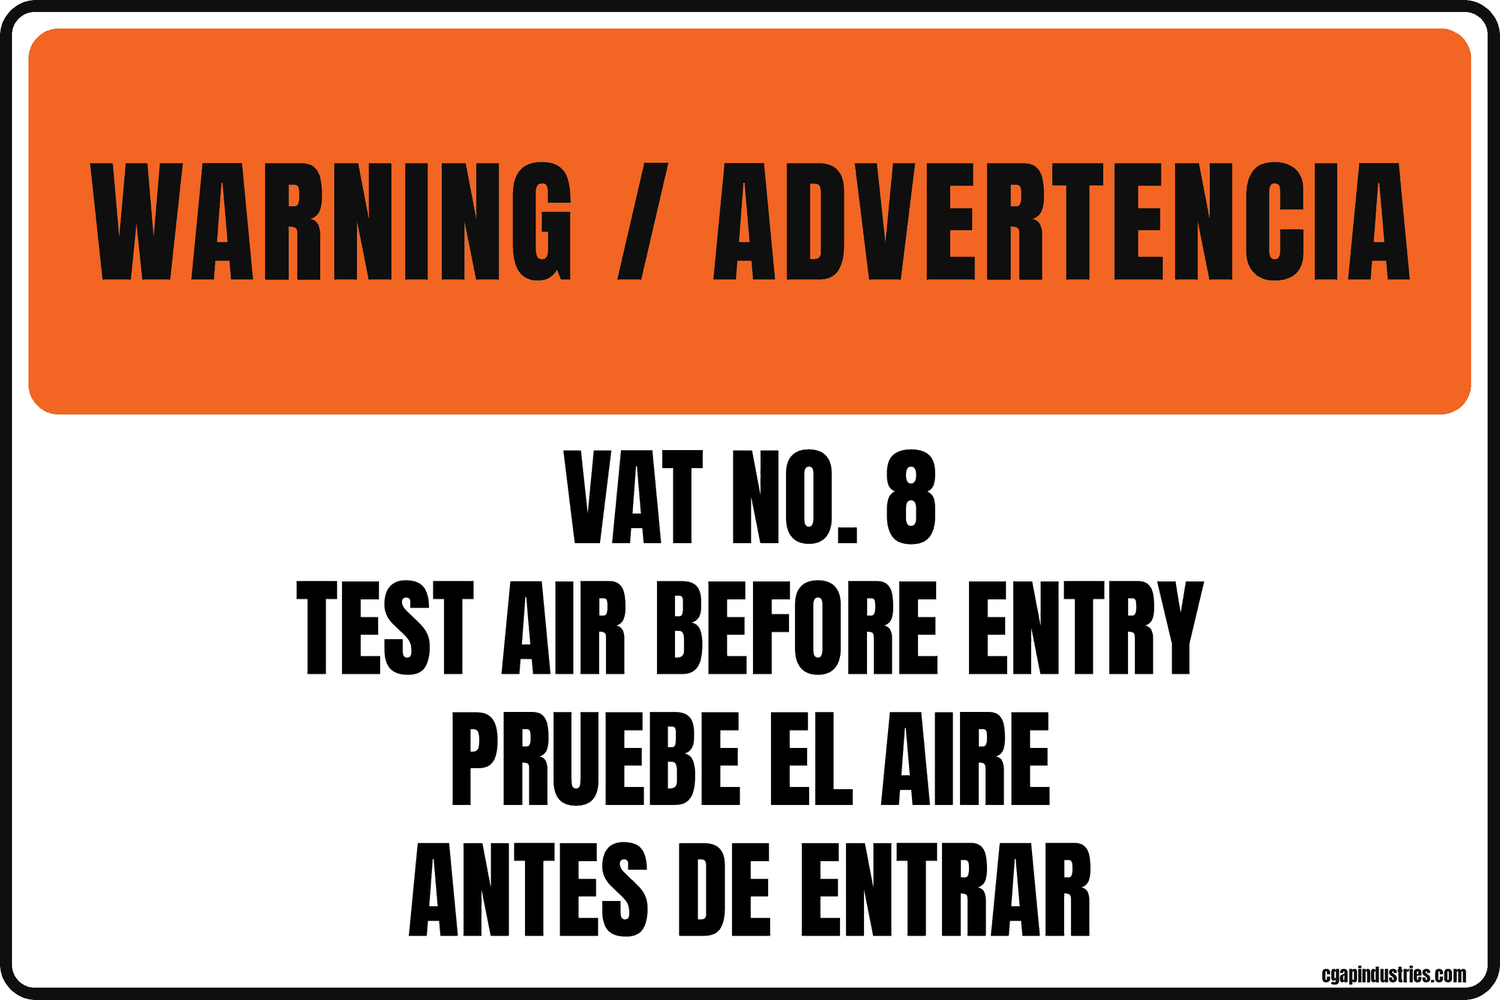 WARNING / ADVERTENCIA
VAT NO. 8
TEST AIR BEFORE ENTRY
PRUEBE EL AIRE
ANTES DE ENTRAR
cgapindustries.com